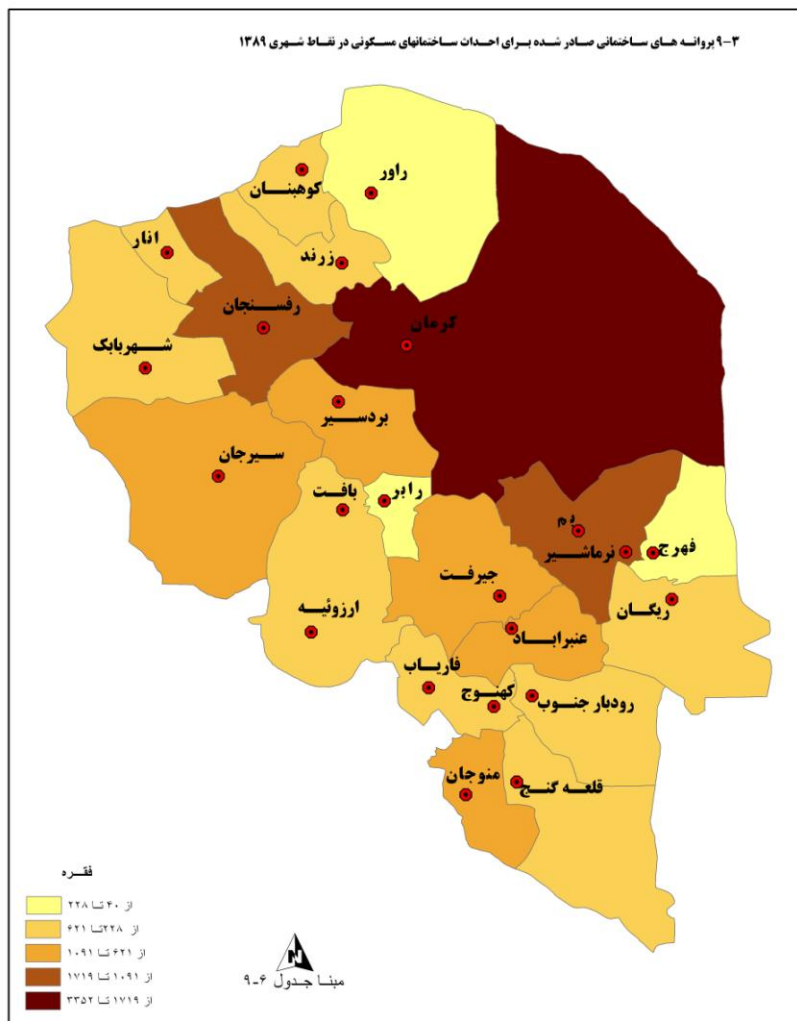 ۹-۳ پروانه های ساختمانی صادر شده برای احداث ساختمانهای مسکونی در نقاط شهری ۱۳۸۹
راور
کوهبنان
انار
زرند
رفسنجان
کرمان
شهربابک
بردسیر
سیرجان
بافت
رابر
بم
نرماشیر
فهرج
جیرفت
ریگان
ارزوئیه
عنبراباد
فاریاب
کهنوج
رودبار جنوب
منوجان
قلعه گنج
فقره
از ۴۰ تا ۲۲۸
از ۲۲۸ تا ۶۲۱
از ۶۲۱ تا ۱۰۹۱
از ۱۰۹۱ تا ۱۷۱۹
از ۱۷۱۹ تا ۳۳۵۲
N
مبنا جدول ۶-۹